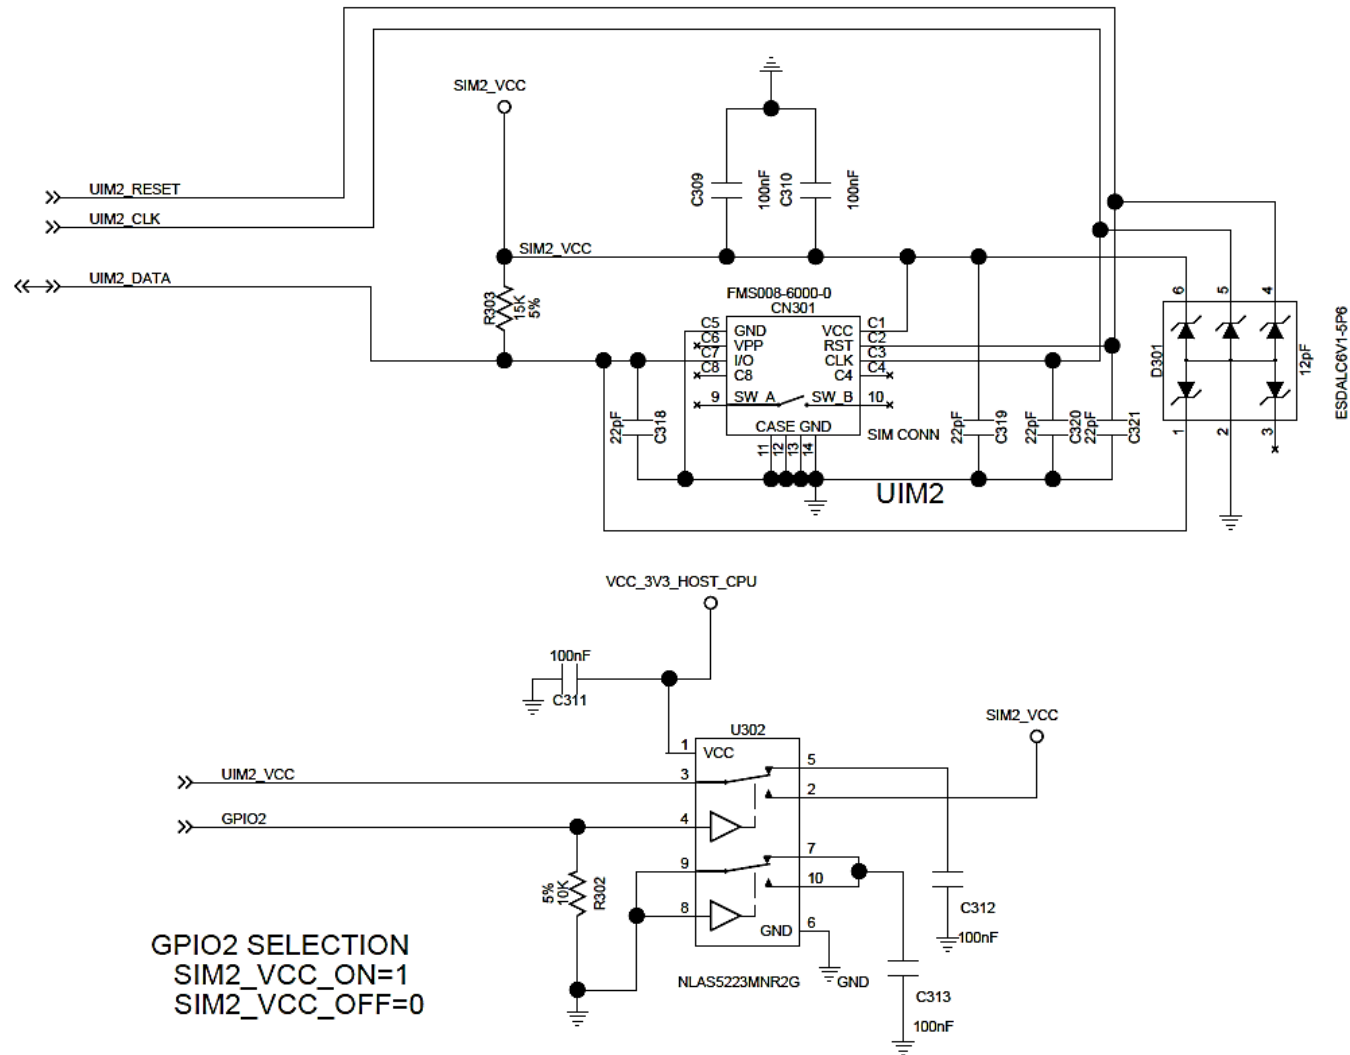 SIM2_VCC
UIM2_RESET
UIM2_CLK
UIM2_DATA
C309
100nF
C310
100nF
SIM2_VCC
R303
15K
5%
FMS008-6000-0
CN301
C5 GND VCC C1
C6 VPP RST C2
C7 I/O CLK C3
C8 C8 C4 C4
9 SW_A SW_B 10
CASE GND
11 12 13 14
SIM CONN
22pF
C318
22pF
C319
22pF
C320
22pF
C321
UIM2
6 5 4
D301
12pF
ESDALC6V1-5P6
1 2 3
VCC_3V3_HOST_CPU
100nF
C311
U302
SIM2_VCC
1 VCC
5
UIM2_VCC
3
2
GPIO2
4
7
9
10
8
6
GND
5%
10K
R302
C312
100nF
NLAS5223MNR2G
GND
C313
100nF
GPIO2 SELECTION
SIM2_VCC_ON=1
SIM2_VCC_OFF=0